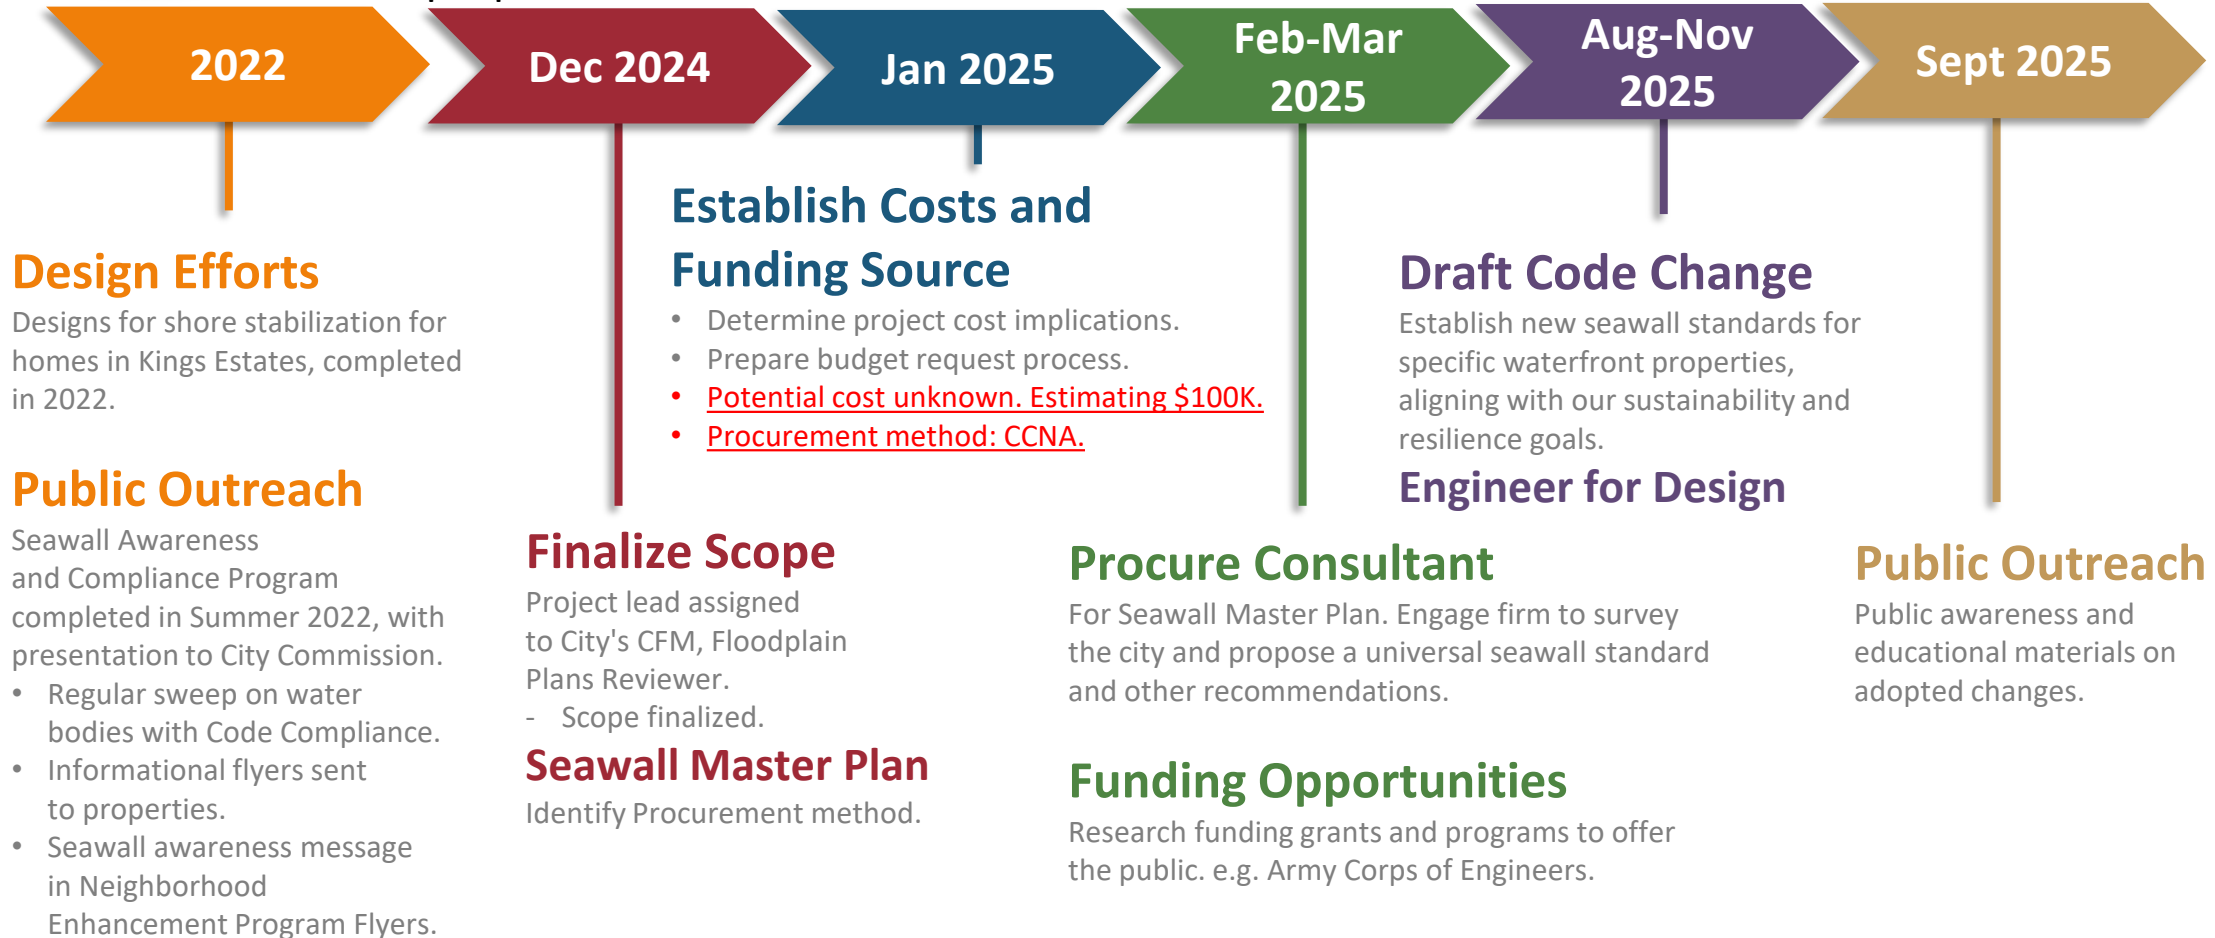 2022
Dec 2024
Jan 2025
Feb-Mar
2025
Aug-Nov
2025
Sept 2025
Design Efforts
Designs for shore stabilization for
homes in Kings Estates, completed
in 2022.
Public Outreach
Seawall Awareness
and Compliance Program
completed in Summer 2022, with
presentation to City Commission.
• Regular sweep on water
bodies with Code Compliance.
• Informational flyers sent
to properties.
• Seawall awareness message
in Neighborhood
Enhancement Program Flyers.
Finalize Scope
Project lead assigned
to City's CFM, Floodplain
Plans Reviewer.
- Scope finalized.
Seawall Master Plan
Identify Procurement method.
Establish Costs and
Funding Source
• Determine project cost implications.
• Prepare budget request process.
• Potential cost unknown. Estimating $100K.
• Procurement method: CCNA.
Procure Consultant
For Seawall Master Plan. Engage firm to survey
the city and propose a universal seawall standard
and other recommendations.
Funding Opportunities
Research funding grants and programs to offer
the public. e.g. Army Corps of Engineers.
Draft Code Change
Establish new seawall standards for
specific waterfront properties,
aligning with our sustainability and
resilience goals.
Engineer for Design
Public Outreach
Public awareness and
educational materials on
adopted changes.